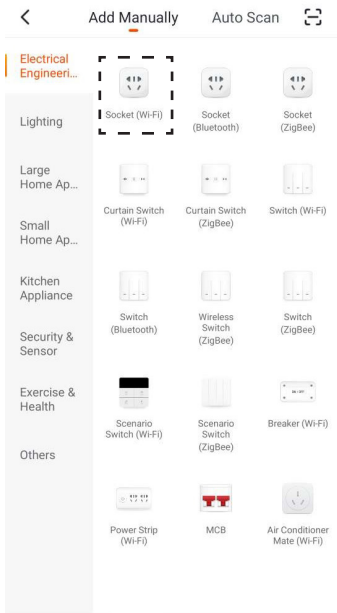 Add Manually
Auto Scan
Electrical
Engineeri...
Lighting
Large
Home Ap...
Small
Home Ap...
Kitchen
Appliance
Security &
Sensor
Exercise &
Health
Others
Socket (Wi-Fi)
Socket
(Bluetooth)
Socket
(ZigBee)
Curtain Switch
(Wi-Fi)
Curtain Switch
(ZigBee)
Switch (Wi-Fi)
Switch
(Bluetooth)
Wireless
Switch
(ZigBee)
Switch
(ZigBee)
Scenario
Switch (Wi-Fi)
Scenario
Switch
(ZigBee)
Breaker (Wi-Fi)
Power Strip
(Wi-Fi)
MCB
Air Conditioner
Mate (Wi-Fi)